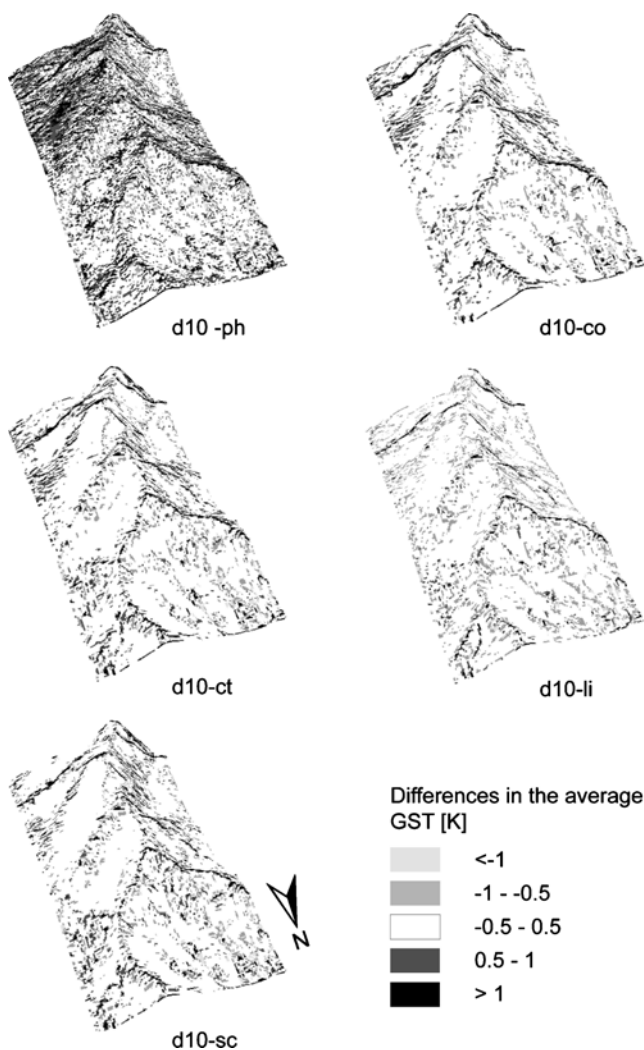 d10 -ph
d10-co
d10-ct
d10-li
d10-sc
N
Differences in the average
GST [K]
<-1
-1 - -0.5
-0.5 - 0.5
0.5 - 1
> 1